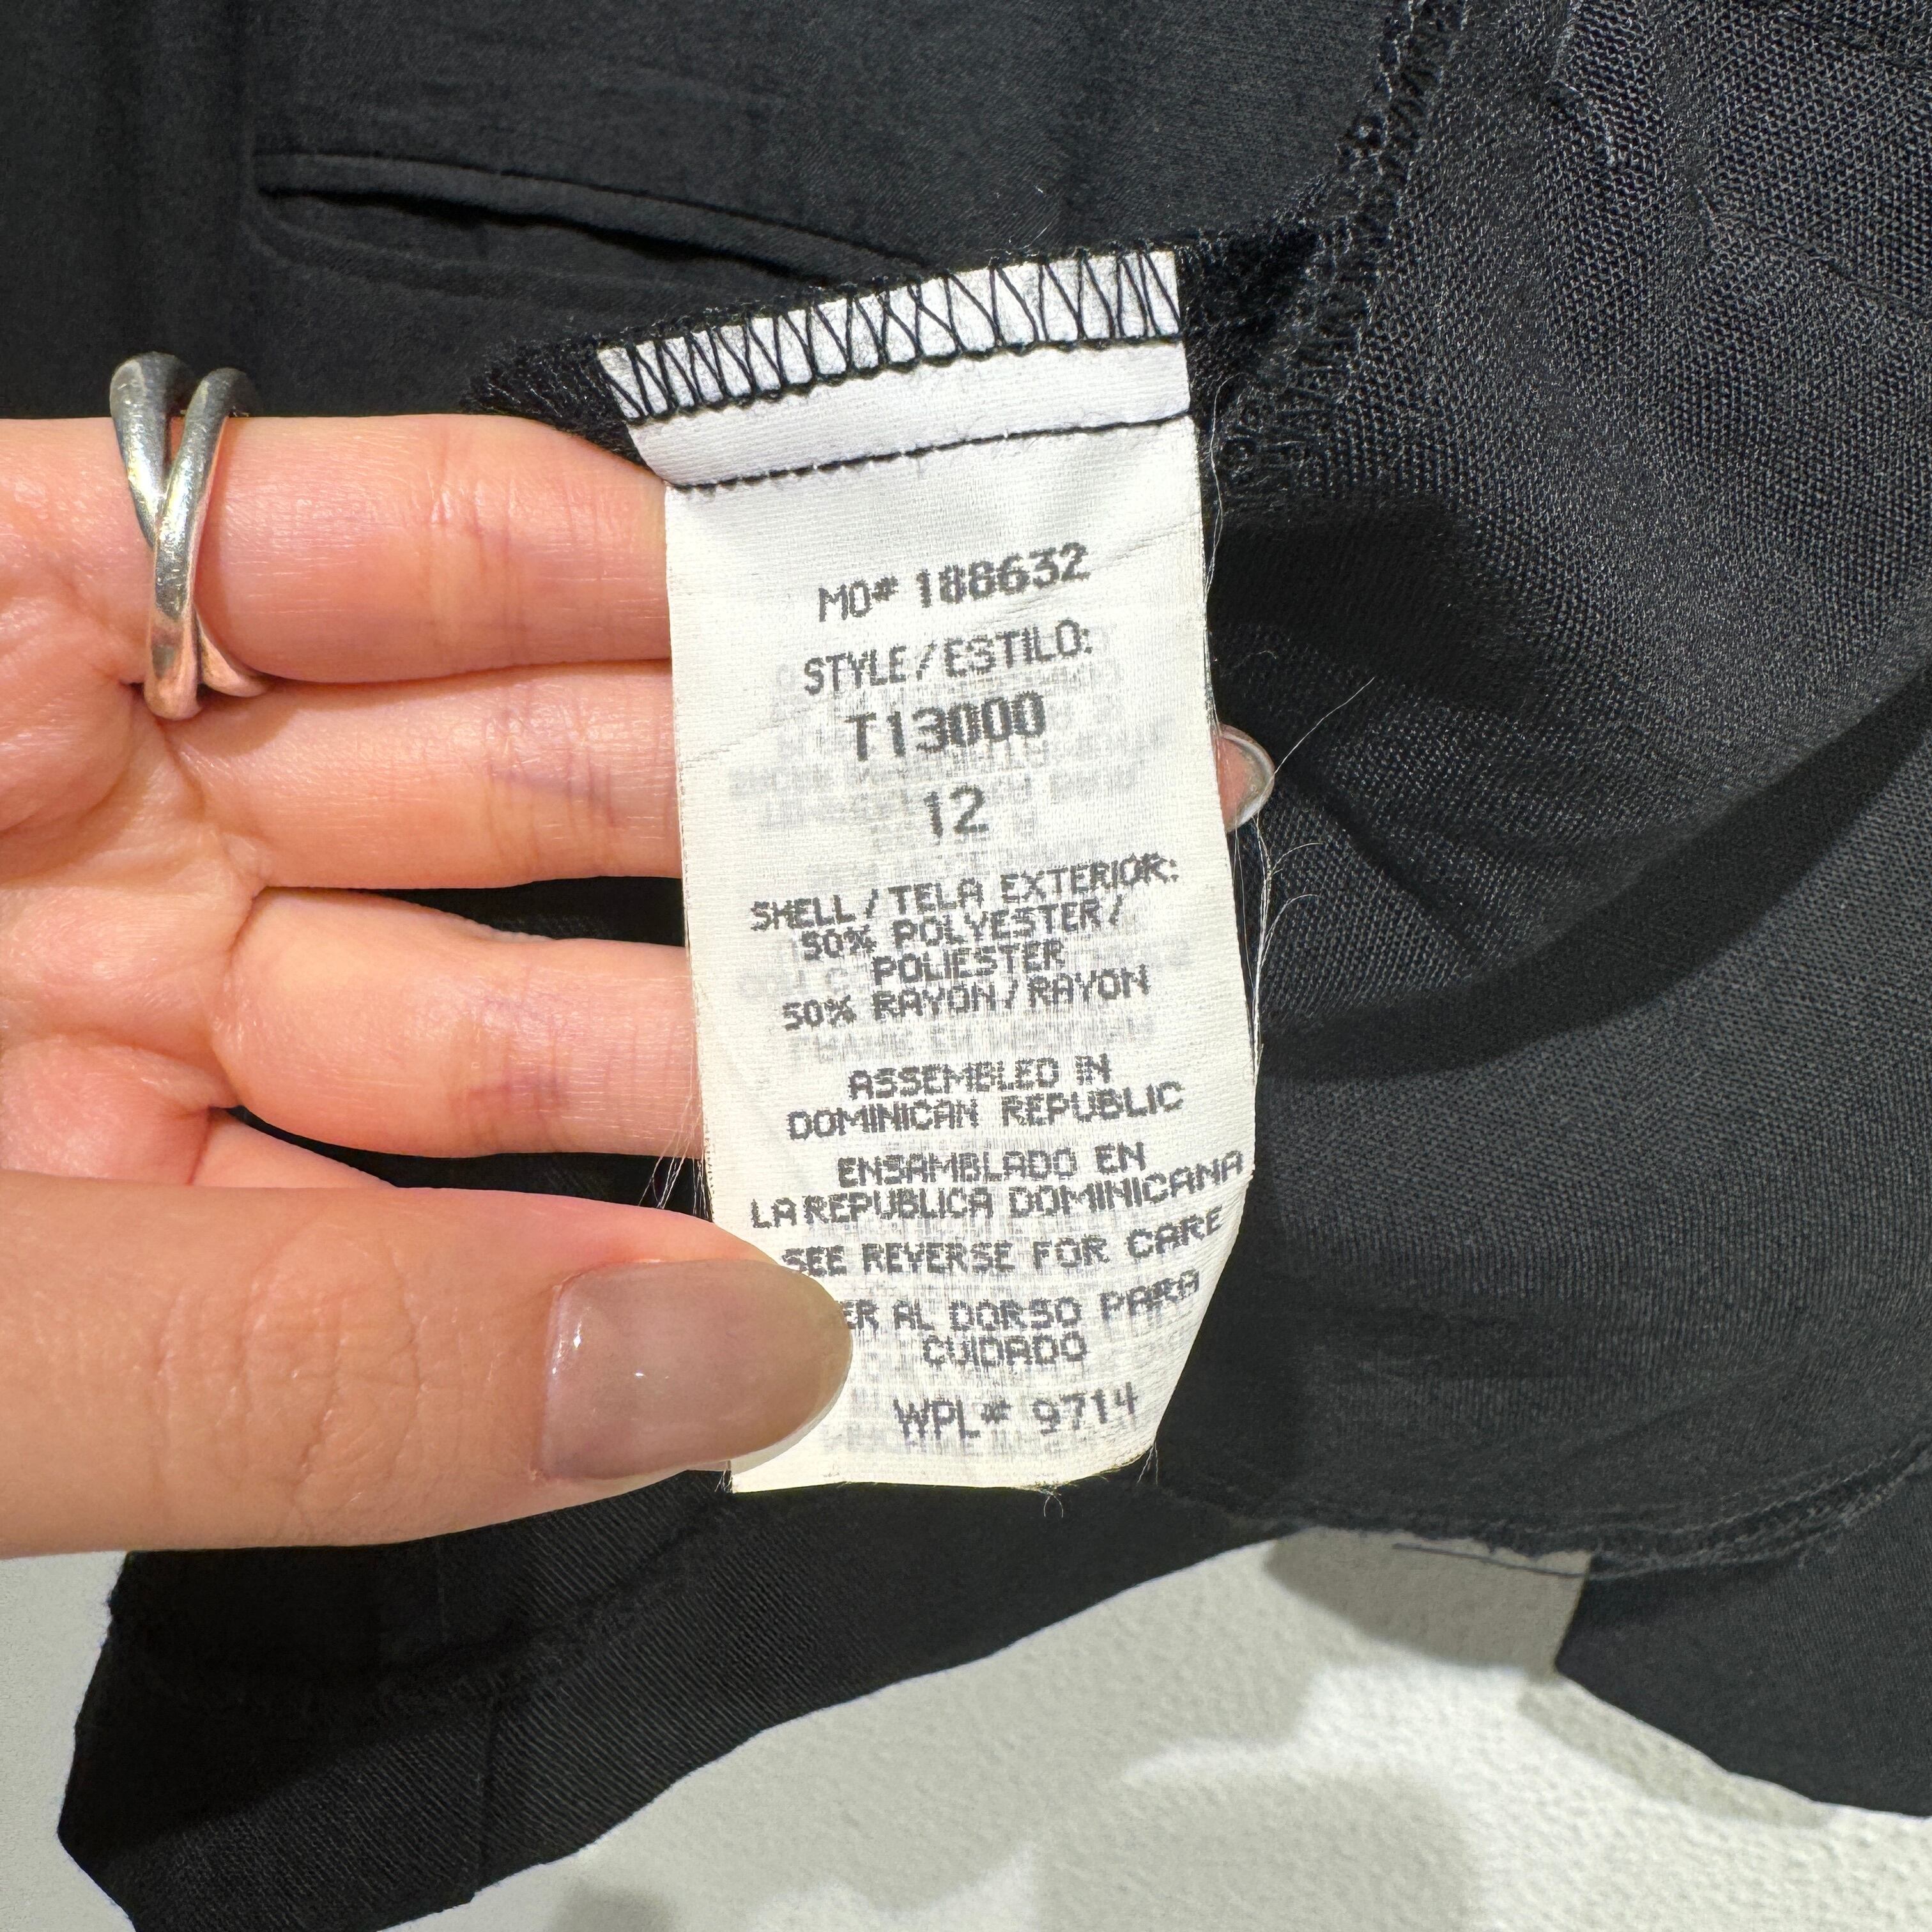 MO# 188632
STYLE/ESTILO:
T13000
12
SHELL/TELA EXTERIOR:
50% POLYESTER/
POLIESTER
50% RAYON/RAYON
ASSEMBLED IN
DOMINICAN REPUBLIC
ENSAMBLADO EN
LA REPUBLICA DOMINICANA
SEE REVERSE FOR CARE
ER AL DORSO PARA
CUIDADO
WPL# 9714